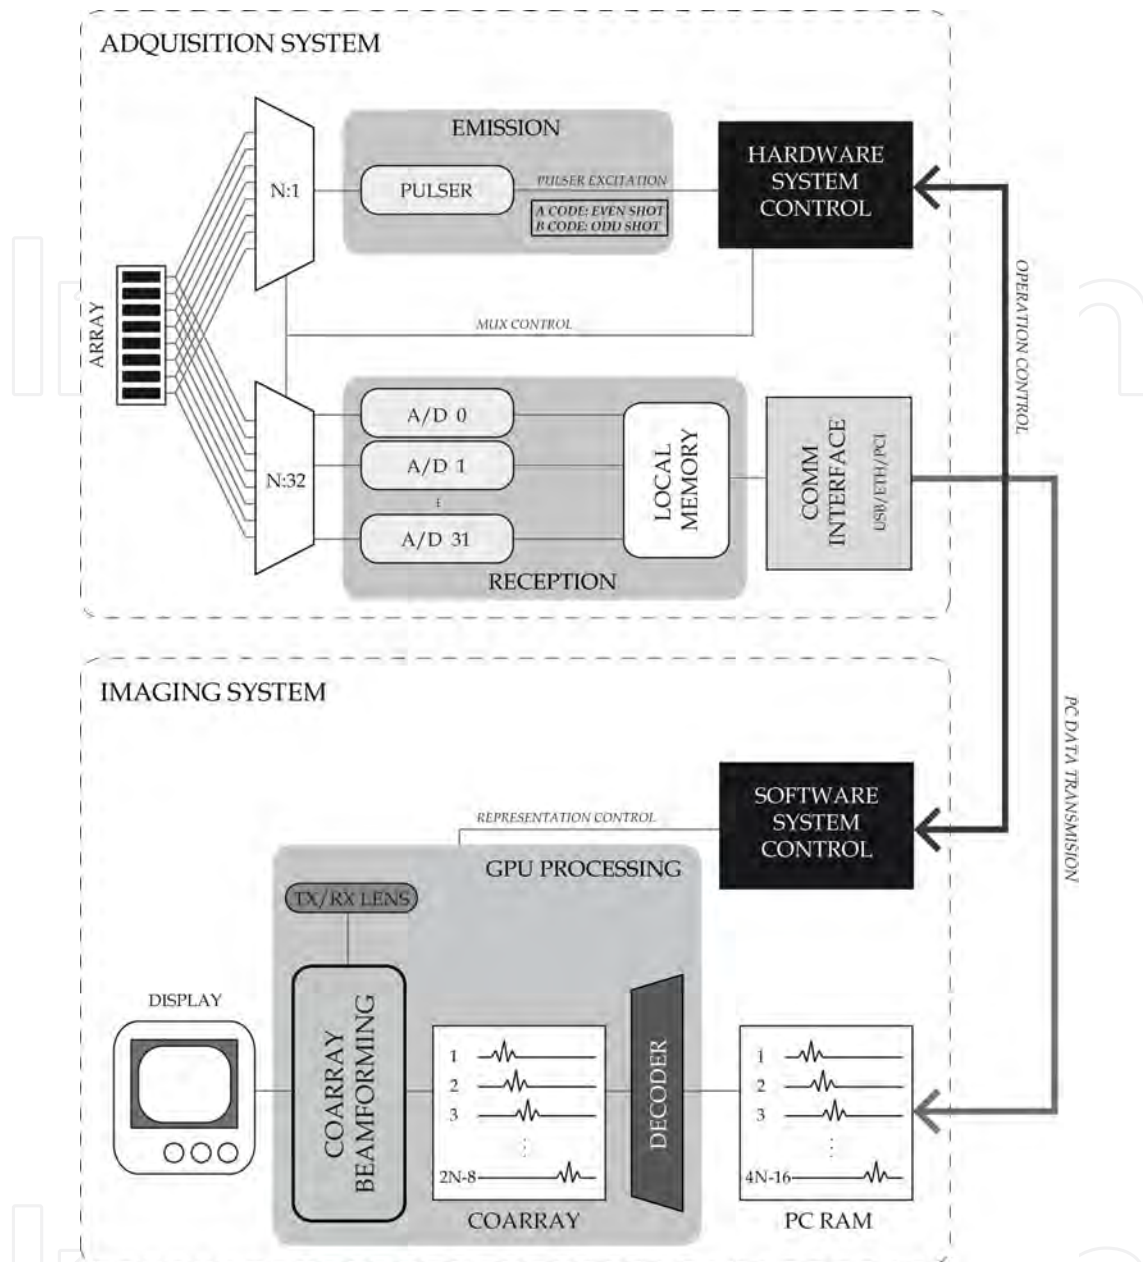 ADQUISITION SYSTEM
EMISSION
N:1
PULSER
PULSER EXCITATION
A CODE: EVEN SHOT
B CODE: ODD SHOT
HARDWARE
SYSTEM
CONTROL
ARRAY
MUX CONTROL
OPERATION CONTROL
N:32
A/D 0
A/D 1
⋮
A/D 31
LOCAL
MEMORY
RECEPTION
COMM
INTERFACE
USB/ETH/PCI
IMAGING SYSTEM
PC DATA TRANSMISION
SOFTWARE
SYSTEM
CONTROL
REPRESENTATION CONTROL
GPU PROCESSING
TX/RX LENS
DISPLAY
COARRAY
BEAMFORMING
1
2
3
⋮
2N-8
COARRAY
DECODER
1
2
3
⋮
4N-16
PC RAM